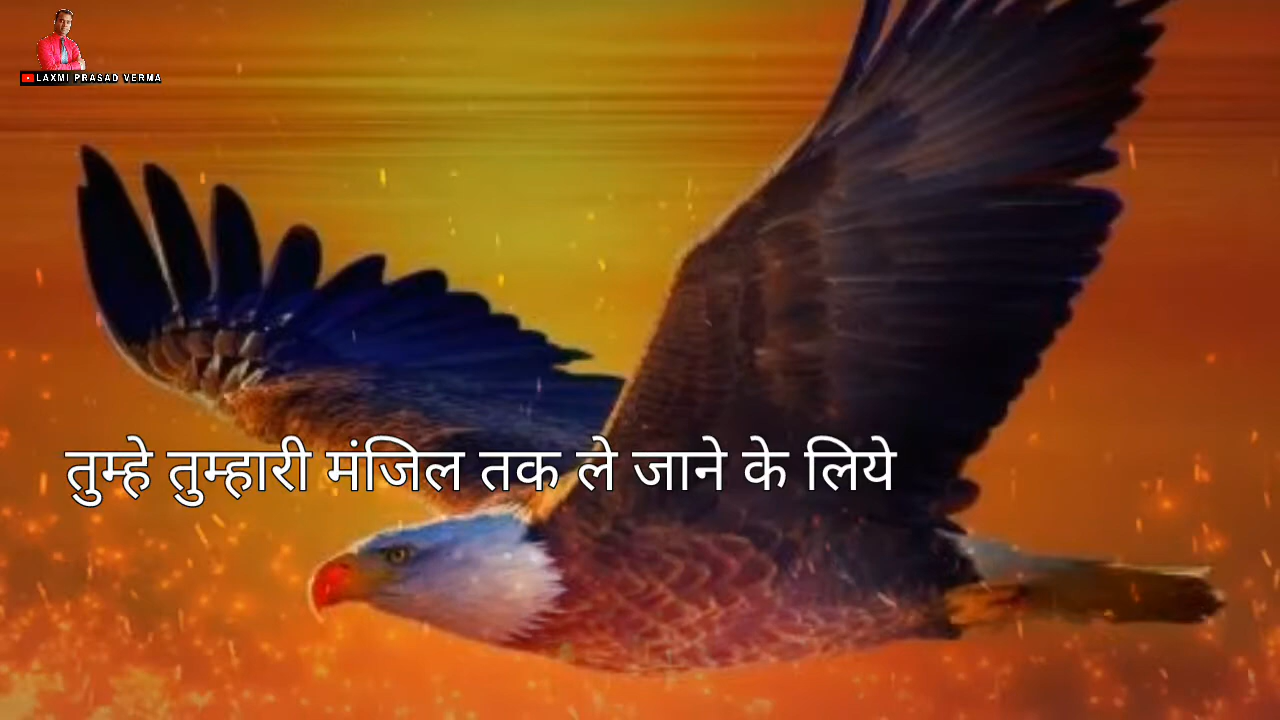 LAXMI PRASAD VERMA
तुम्हे तुम्हारी मंजिल तक ले जाने के लिये